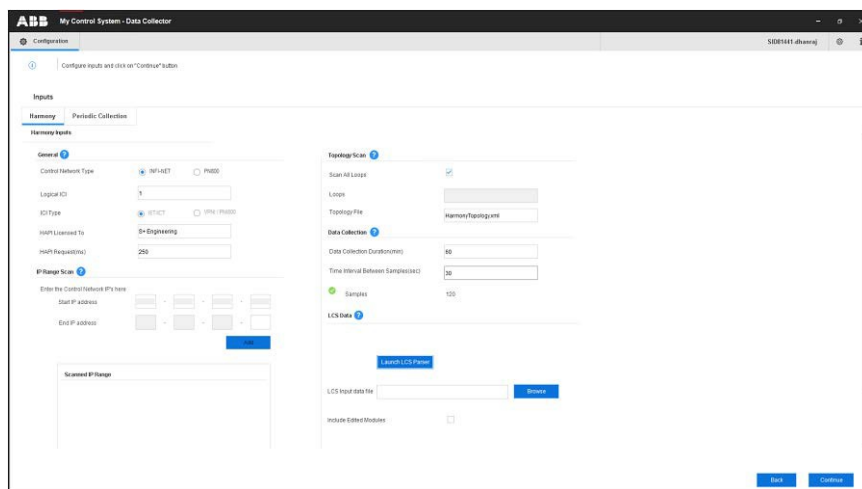 ABB My Control System - Data Collector
Configuration
SID81441.dhanraj
Configure inputs and click on "Continue" button
Inputs
Harmony Periodic Collection
Harmony Inputs
General
Control Network Type INFI-NET PN800
Logical ICI 1
ICI Type IET/ICT VPNI / PN800
HAPI Licensed To S+ Engineering
HAPI Request(ms) 250
IP Range Scan
Enter the Control Network IP's here
Start IP address
End IP address
Add
Scanned IP Range
Topology Scan
Scan All Loops
Loops
Topology File HarmonyTopology.xml
Data Collection
Data Collection Duration(min) 60
Time Interval Between Samples(sec) 30
Samples 120
LCS Data
Launch LCS Parser
LCS Input data file Browse
Include Edited Modules
Back Continue